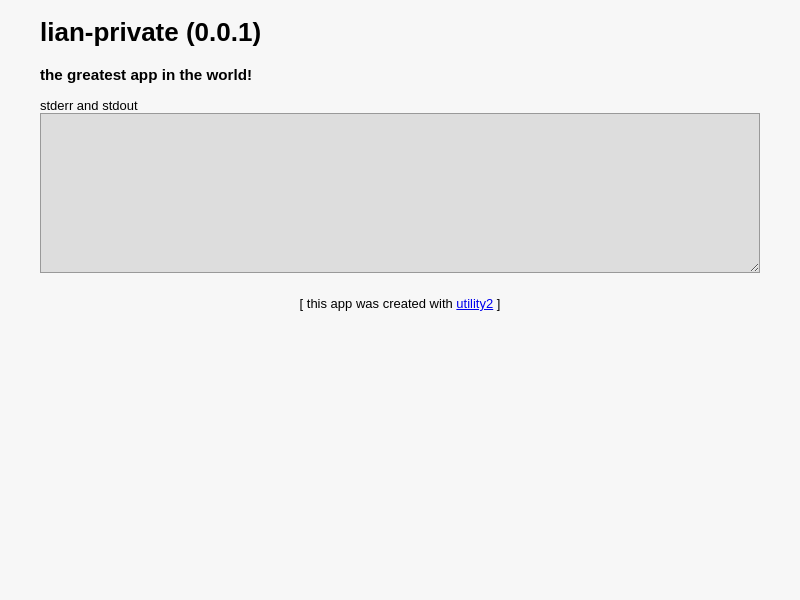 lian-private (0.0.1)
the greatest app in the world!
stderr and stdout
[ this app was created with utility2 ]